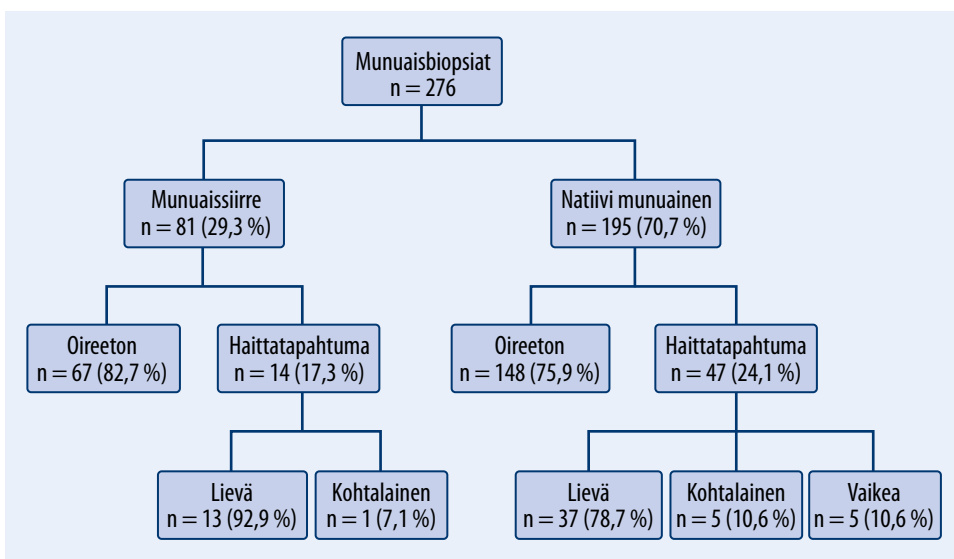 Munuaisbiopsiat
n = 276
Munuaissiirre
n = 81 (29,3 %)
Natiivi munuainen
n = 195 (70,7 %)
Oireeton
n = 67 (82,7 %)
Haittatapahtuma
n = 14 (17,3 %)
Oireeton
n = 148 (75,9 %)
Haittatapahtuma
n = 47 (24,1 %)
Lievä
n = 13 (92,9 %)
Kohtalainen
n = 1 (7,1 %)
Lievä
n = 37 (78,7 %)
Kohtalainen
n = 5 (10,6 %)
Vaikea
n = 5 (10,6 %)